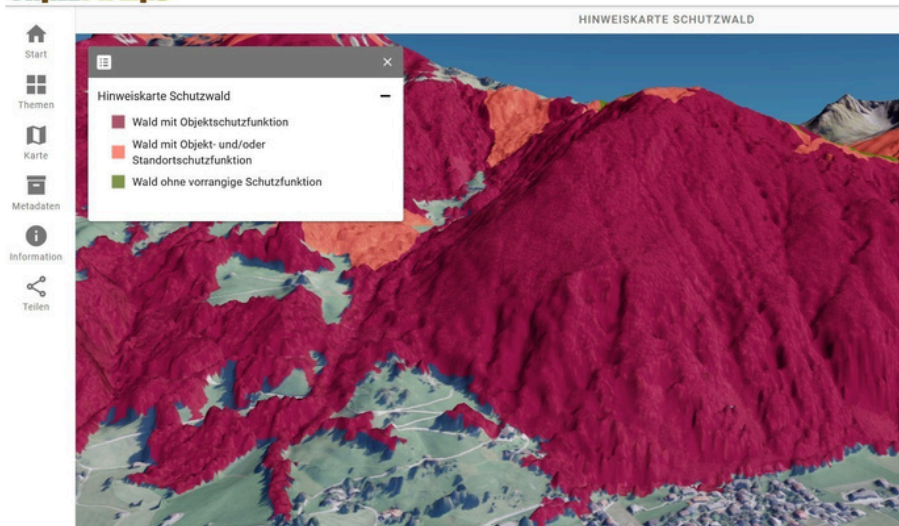 HINWEISKARTE SCHUTZWALD
Start
Themen
Karte
Metadaten
Information
Teilen
Hinweiskarte Schutzwald
Wald mit Objektschutzfunktion
Wald mit Objekt- und/oder
Standortschutzfunktion
Wald ohne vorrangige Schutzfunktion